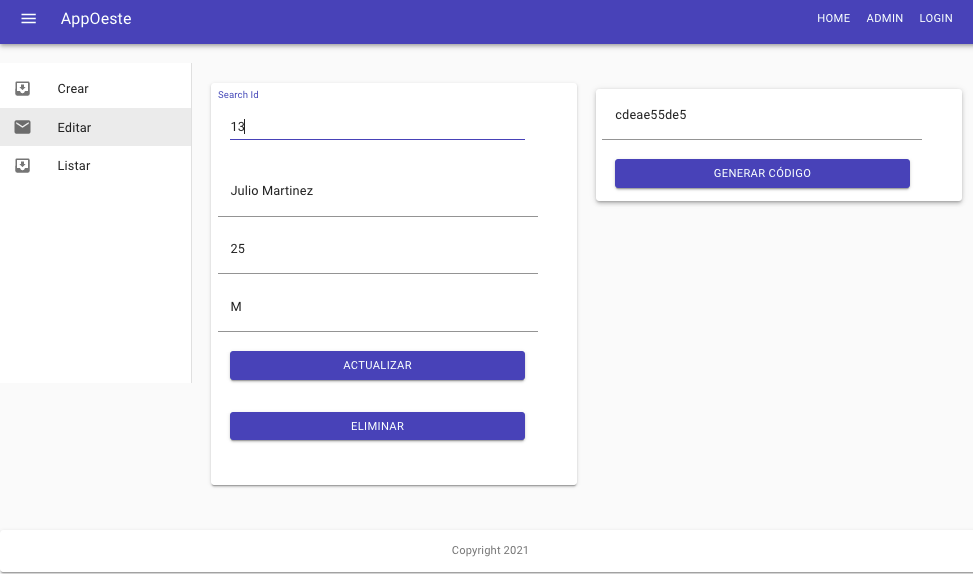 AppOeste
HOME ADMIN LOGIN
Crear
Editar
Listar
Search Id
13
Julio Martinez
25
M
ACTUALIZAR
ELIMINAR
cdeae55de5
GENERAR CÓDIGO
Copyright 2021